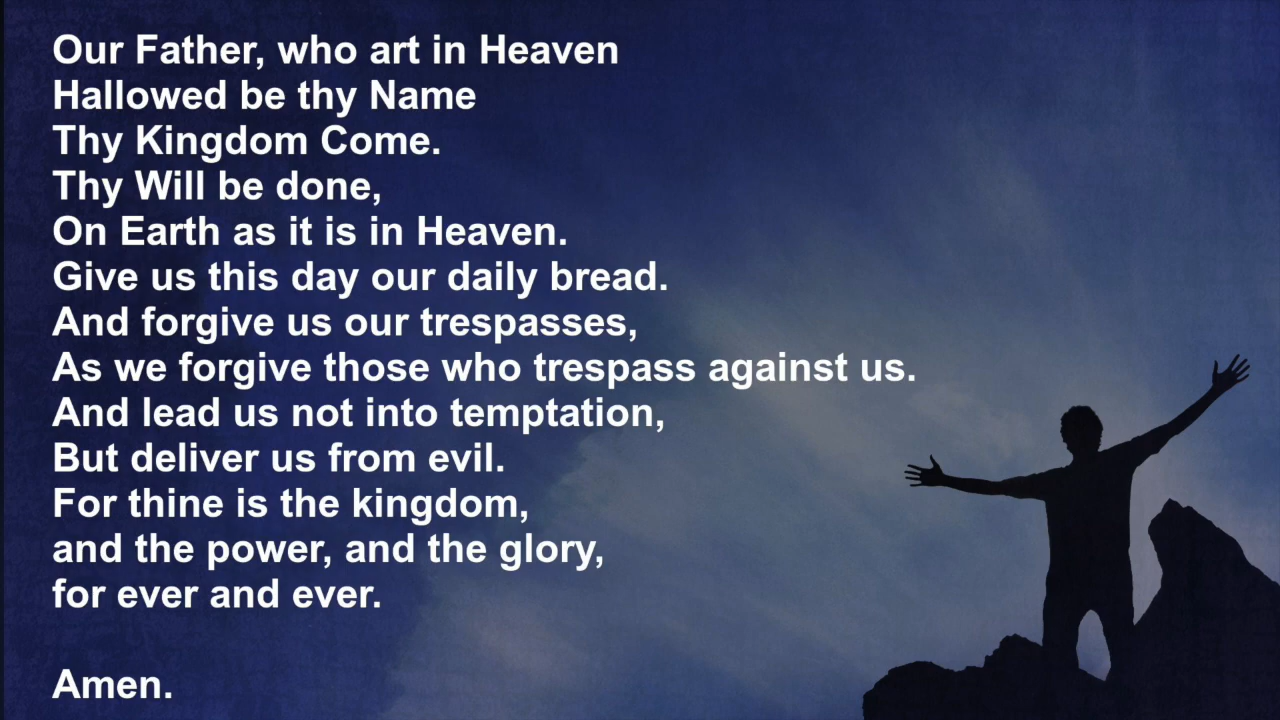 Our Father, who art in Heaven
Hallowed be thy Name
Thy Kingdom Come.
Thy Will be done,
On Earth as it is in Heaven.
Give us this day our daily bread.
And forgive us our trespasses,
As we forgive those who trespass against us.
And lead us not into temptation,
But deliver us from evil.
For thine is the kingdom,
and the power, and the glory,
for ever and ever.
Amen.